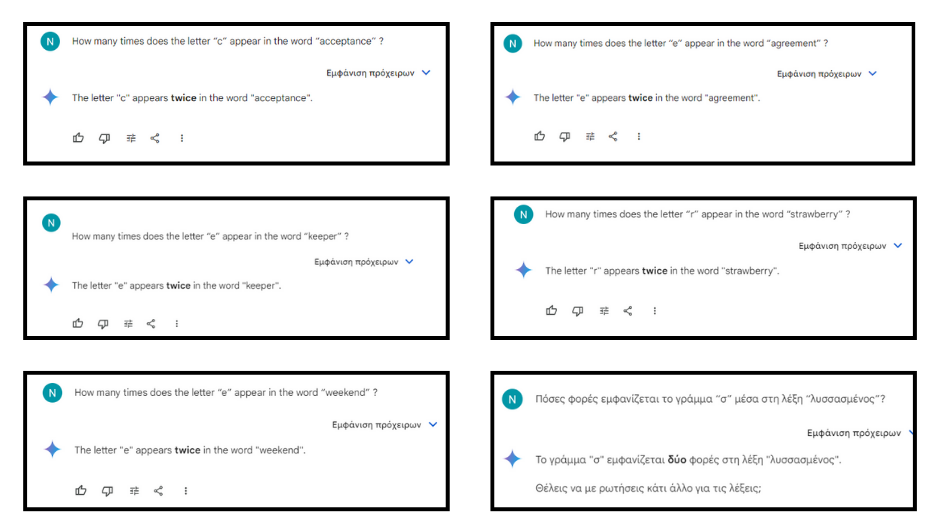 N How many times does the letter “c” appear in the word “acceptance” ?
Εμφάνιση πρόχειρων
The letter "c" appears twice in the word "acceptance".
N How many times does the letter “e” appear in the word “agreement” ?
Εμφάνιση πρόχειρων
The letter "e" appears twice in the word "agreement".
N
How many times does the letter “e” appear in the word “keeper” ?
Εμφάνιση πρόχειρων
The letter "e" appears twice in the word "keeper".
N How many times does the letter “r” appear in the word “strawberry” ?
Εμφάνιση πρόχειρων
The letter "r" appears twice in the word "strawberry".
N How many times does the letter “e” appear in the word “weekend” ?
Εμφάνιση πρόχειρων
The letter "e" appears twice in the word "weekend".
N Πόσες φορές εμφανίζεται το γράμμα “σ” μέσα στη λέξη “λυσσασμένος”?
Εμφάνιση πρόχειρων
Το γράμμα "σ" εμφανίζεται δύο φορές στη λέξη "λυσσασμένος".
Θέλεις να με ρωτήσεις κάτι άλλο για τις λέξεις;